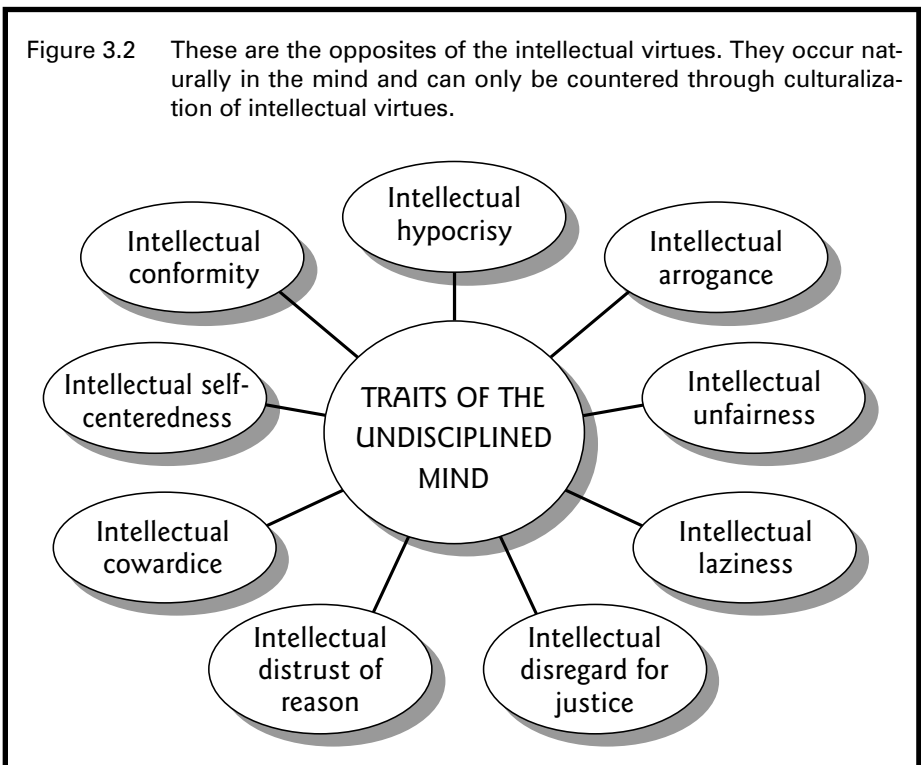 Figure 3.2 These are the opposites of the intellectual virtues. They occur nat-
urally in the mind and can only be countered through culturaliza-
tion of intellectual virtues.
Intellectual
hypocrisy
Intellectual
conformity
Intellectual
arrogance
Intellectual self-
centeredness
TRAITS OF THE
UNDISCIPLINED
MIND
Intellectual
unfairness
Intellectual
cowardice
Intellectual
laziness
Intellectual
distrust of
reason
Intellectual
disregard for
justice